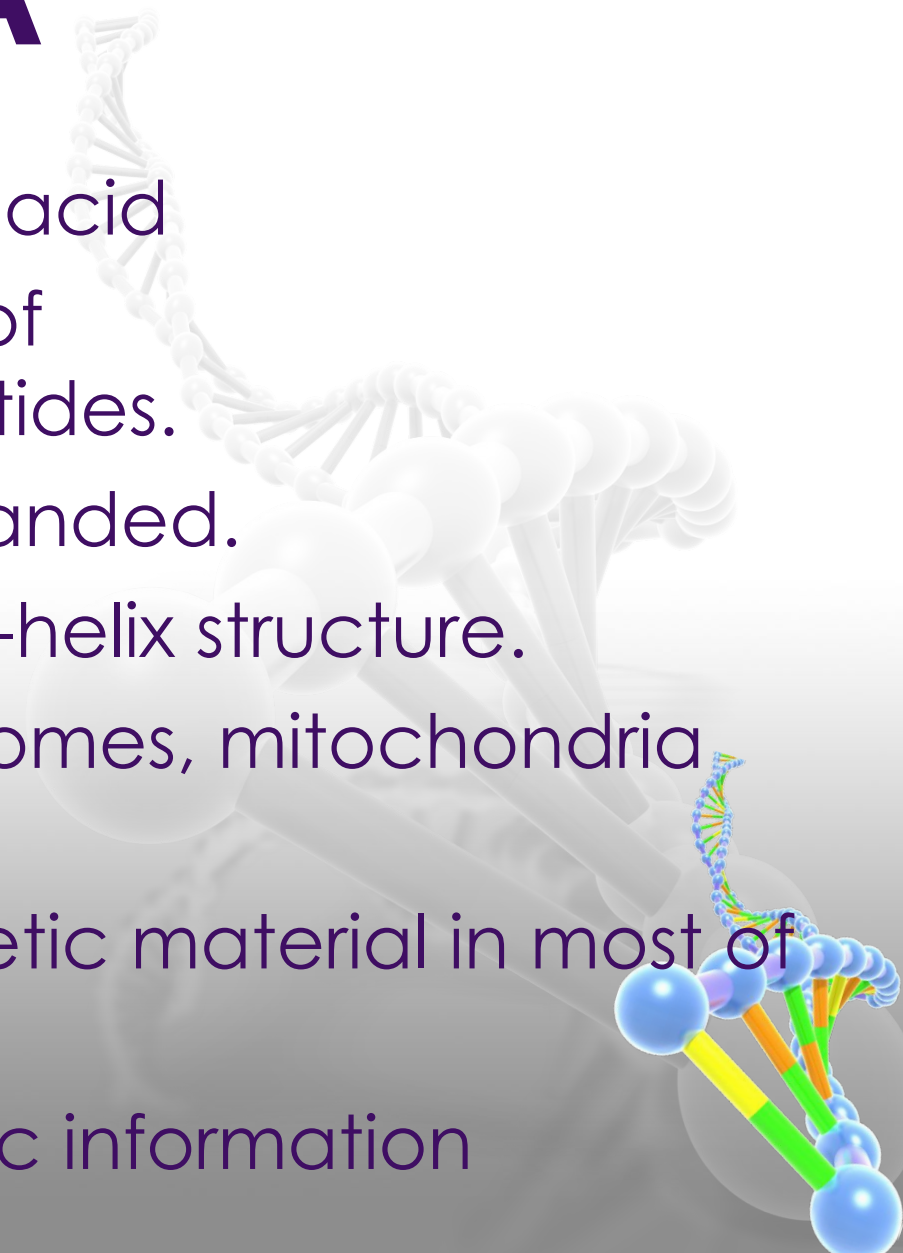 A
acid
of
tides.
anded.
-helix structure.
omes, mitochondria
etic material in most of
c information